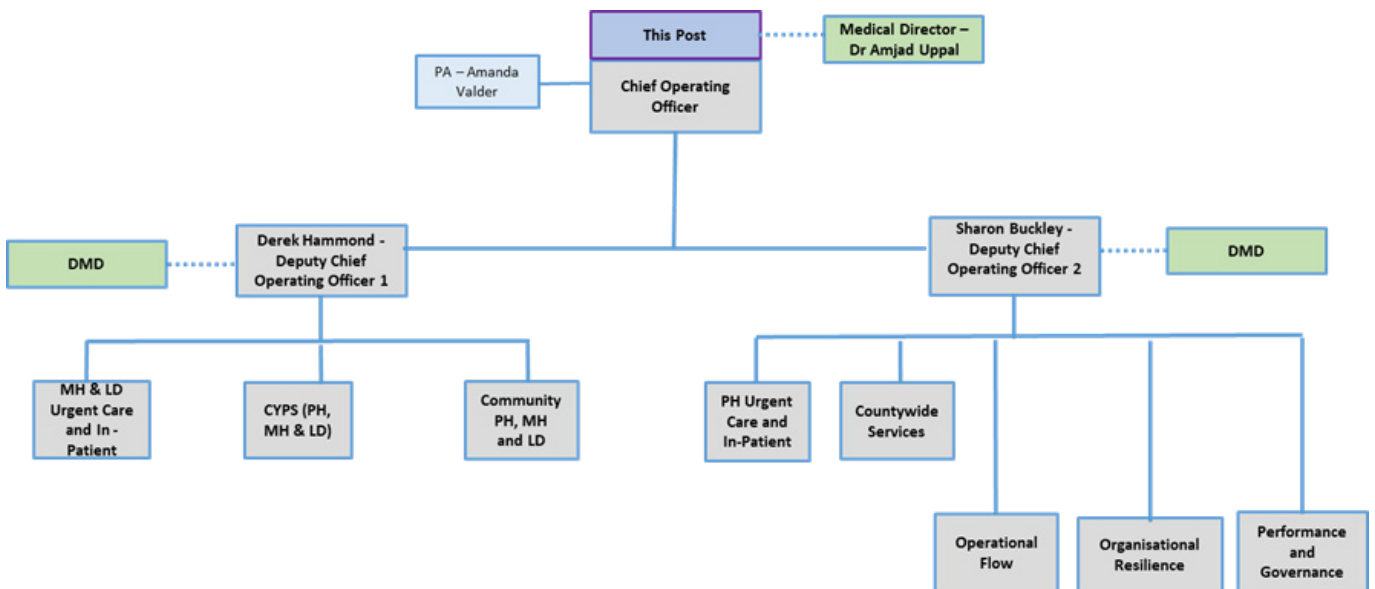 This Post
Medical Director –
Dr Amjad Uppal
PA – Amanda
Valder
Chief Operating
Officer
DMD
Derek Hammond -
Deputy Chief
Operating Officer 1
Sharon Buckley -
Deputy Chief
Operating Officer 2
DMD
MH & LD
Urgent Care
and In -
Patient
CYPS (PH,
MH & LD)
Community
PH, MH
and LD
PH Urgent
Care and
In-Patient
Countywide
Services
Operational
Flow
Organisational
Resilience
Performance
and
Governance